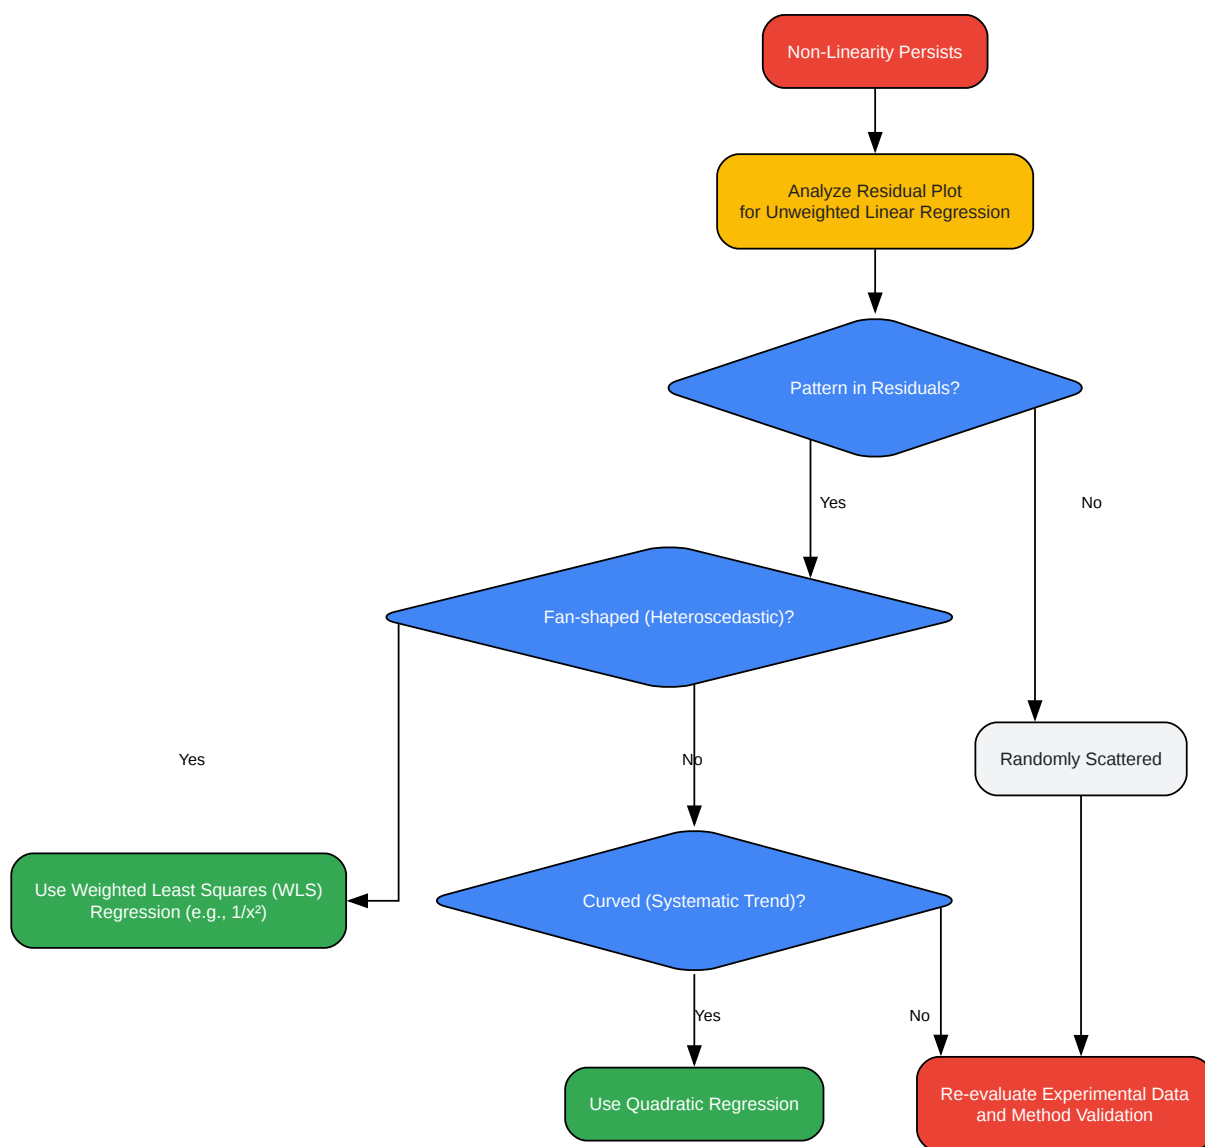 Non-Linearity Persists
Analyze Residual Plot
for Unweighted Linear Regression
Pattern in Residuals?
Yes
No
Fan-shaped (Heteroscedastic)?
Yes
No
Randomly Scattered
Use Weighted Least Squares (WLS)
Regression (e.g., 1/x²)
Curved (Systematic Trend)?
Yes
No
Use Quadratic Regression
Re-evaluate Experimental Data
and Method Validation